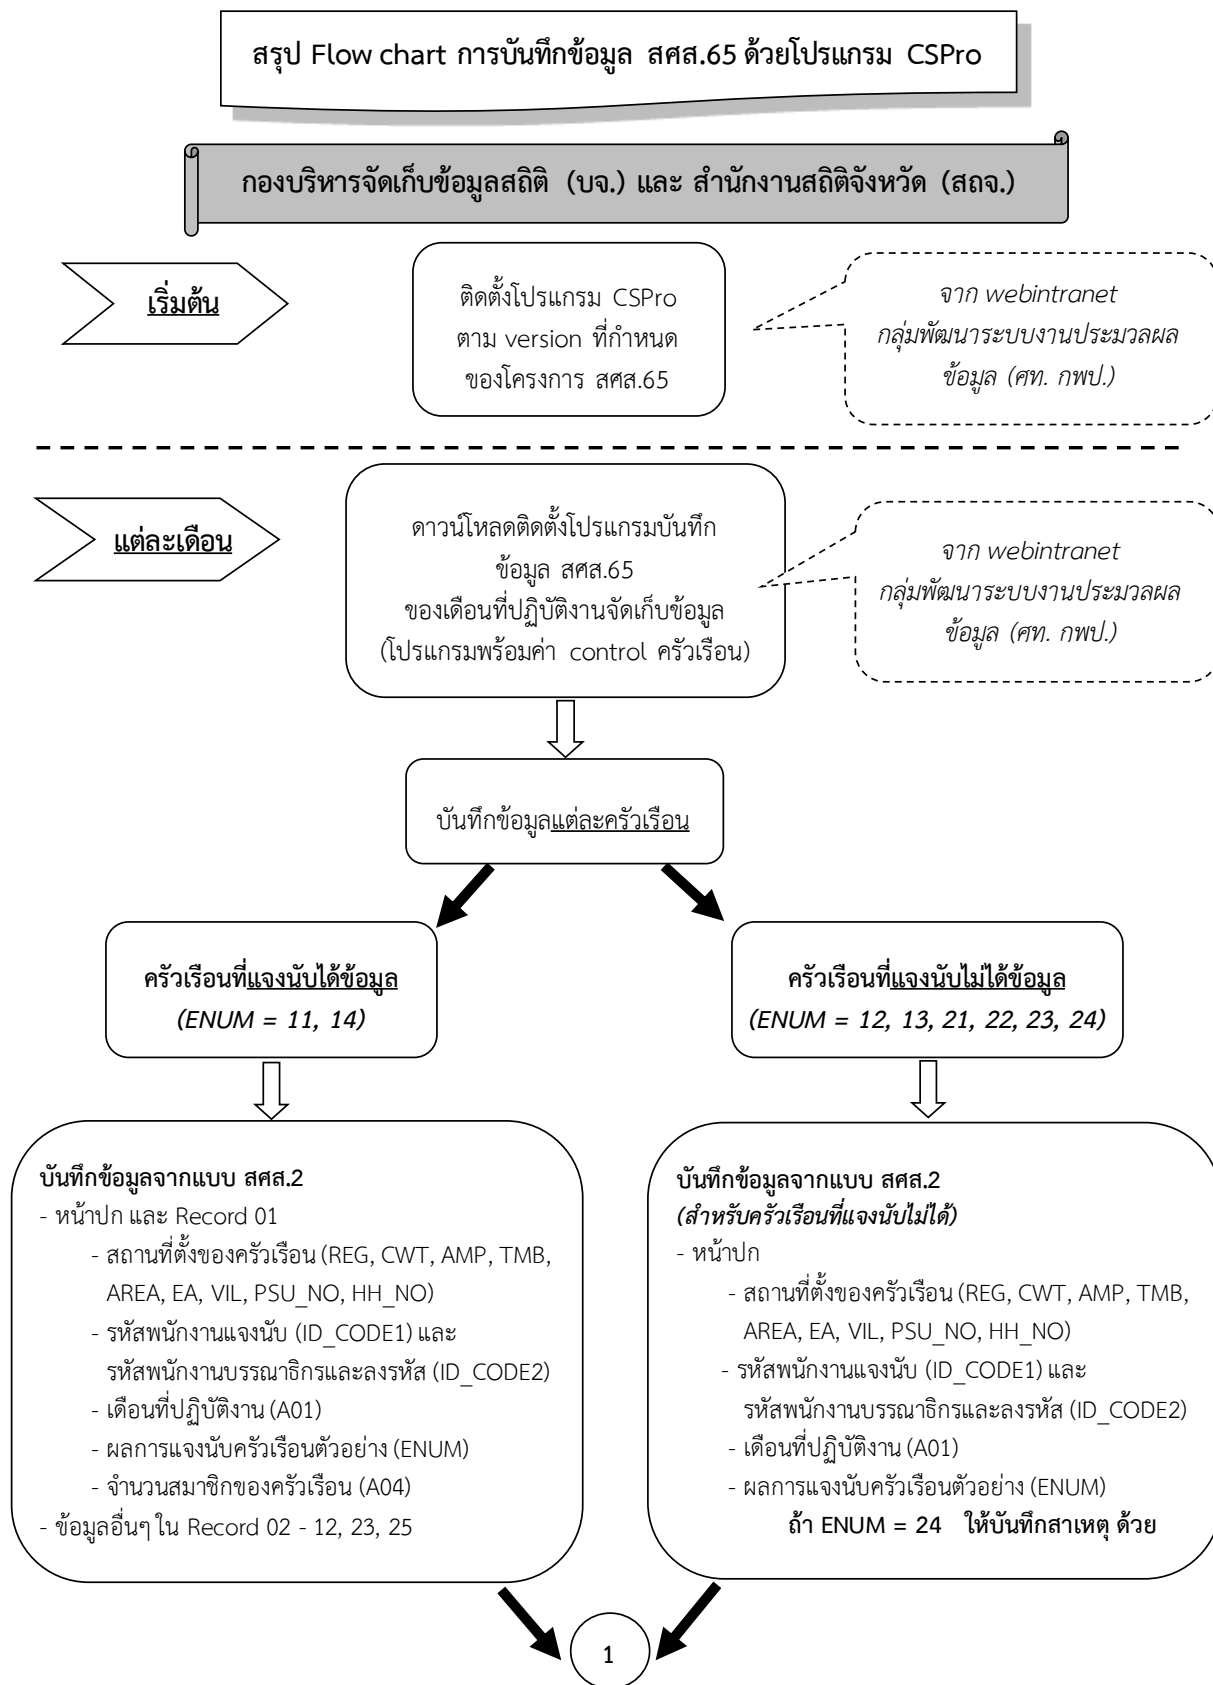 สรุป Flow chart การบันทึกข้อมูล สศส.65 ด้วยโปรแกรม CSPro
กองบริหารจัดเก็บข้อมูลสถิติ (บจ.) และ สำนักงานสถิติจังหวัด (สถจ.)
เริ่มต้น
ติดตั้งโปรแกรม CSPro
ตาม version ที่กำหนด
ของโครงการ สศส.65
จาก webintranet
กลุ่มพัฒนาระบบงานประมวลผล
ข้อมูล (ศท. กพป.)
แต่ละเดือน
ดาวน์โหลดติดตั้งโปรแกรมบันทึก
ข้อมูล สศส.65
ของเดือนที่ปฏิบัติงานจัดเก็บข้อมูล
(โปรแกรมพร้อมค่า control ครัวเรือน)
จาก webintranet
กลุ่มพัฒนาระบบงานประมวลผล
ข้อมูล (ศท. กพป.)
บันทึกข้อมูลแต่ละครัวเรือน
ครัวเรือนที่แจงนับได้ข้อมูล
(ENUM = 11, 14)
ครัวเรือนที่แจงนับไม่ได้ข้อมูล
(ENUM = 12, 13, 21, 22, 23, 24)
บันทึกข้อมูลจากแบบ สศส.2
- หน้าปก และ Record 01
- สถานที่ตั้งของครัวเรือน (REG, CWT, AMP, TMB,
AREA, EA, VIL, PSU_NO, HH_NO)
- รหัสพนักงานแจงนับ (ID_CODE1) และ
รหัสพนักงานบรรณาธิกรและลงรหัส (ID_CODE2)
- เดือนที่ปฏิบัติงาน (A01)
- ผลการแจงนับครัวเรือนตัวอย่าง (ENUM)
- จำนวนสมาชิกของครัวเรือน (A04)
- ข้อมูลอื่นๆ ใน Record 02 - 12, 23, 25
บันทึกข้อมูลจากแบบ สศส.2
(สำหรับครัวเรือนที่แจงนับไม่ได้)
- หน้าปก
- สถานที่ตั้งของครัวเรือน (REG, CWT, AMP, TMB,
AREA, EA, VIL, PSU_NO, HH_NO)
- รหัสพนักงานแจงนับ (ID_CODE1) และ
รหัสพนักงานบรรณาธิกรและลงรหัส (ID_CODE2)
- เดือนที่ปฏิบัติงาน (A01)
- ผลการแจงนับครัวเรือนตัวอย่าง (ENUM)
ถ้า ENUM = 24 ให้บันทึกสาเหตุ ด้วย
1